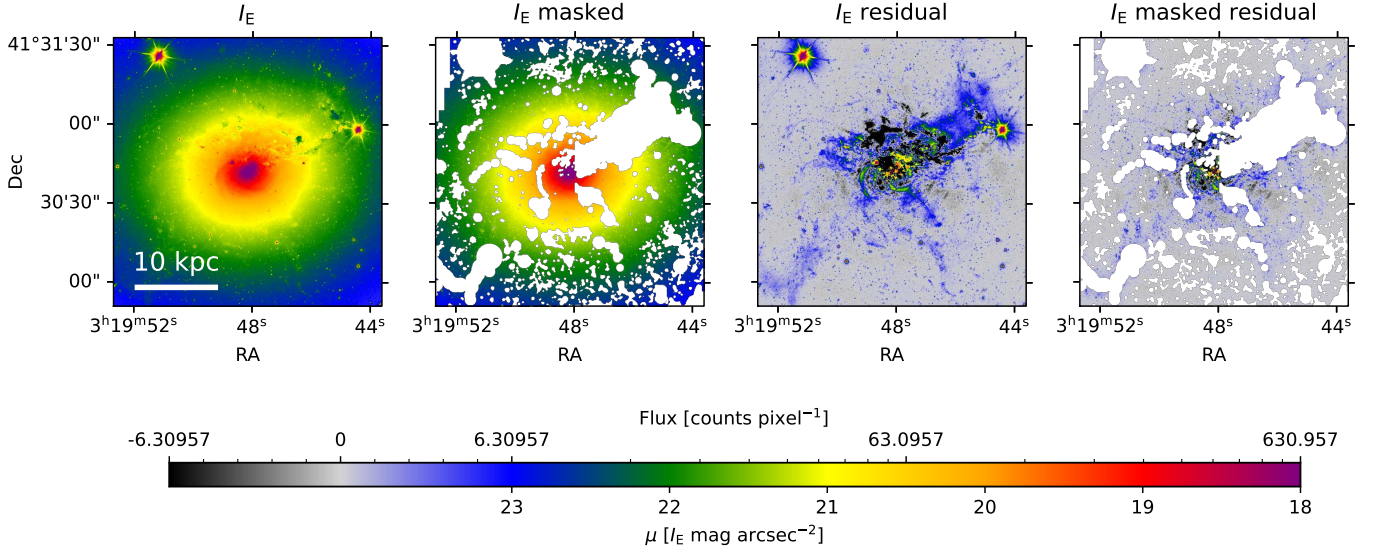 I_E I_E masked I_E residual I_E masked residual
41°31'30"
00"
30'30"
00"
Dec
10 kpc
3ʰ19ᵐ52ˢ 48ˢ 44ˢ 3ʰ19ᵐ52ˢ 48ˢ 44ˢ 3ʰ19ᵐ52ˢ 48ˢ 44ˢ 3ʰ19ᵐ52ˢ 48ˢ 44ˢ
RA RA RA RA
Flux [counts pixel⁻¹]
-6.30957 0 6.30957 63.0957 630.957
23 22 21 20 19 18
μ [I_E mag arcsec⁻²]